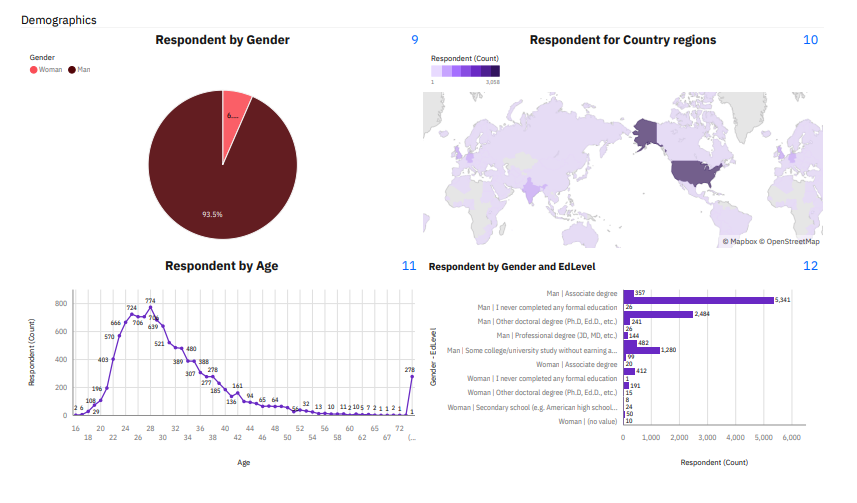 Demographics
Respondent by Gender 9
Gender
Woman Man
6....
93.5%
Respondent for Country regions 10
Respondent (Count)
1 3,058
© Mapbox © OpenStreetMap
Respondent by Age 11
Respondent (Count)
800
600
400
200
0
2 6 29 108 196 403 570 666 724 706 774 639 521 389 480 307 388 277 278 185 136 161 94 65 64 32 13 10 11 2 10 5 7 2 1 1 2 1 278 1
16 20 24 28 32 36 40 44 48 52 56 60 64 72
18 22 26 30 34 38 42 46 50 54 58 62 67 (...
Age
Respondent by Gender and EdLevel 12
Gender - EdLevel
Man | Associate degree 357
5,341
Man | I never completed any formal education 26
2,484
Man | Other doctoral degree (Ph.D, Ed.D., etc.) 241
26
Man | Professional degree (JD, MD, etc.) 144
482
Man | Some college/university study without earning a... 1,280
99
Woman | Associate degree 20
412
Woman | I never completed any formal education 1
191
Woman | Other doctoral degree (Ph.D, Ed.D., etc.) 15
8
Woman | Secondary school (e.g. American high school... 24
50
Woman | (no value) 10
0 1,000 2,000 3,000 4,000 5,000 6,000
Respondent (Count)